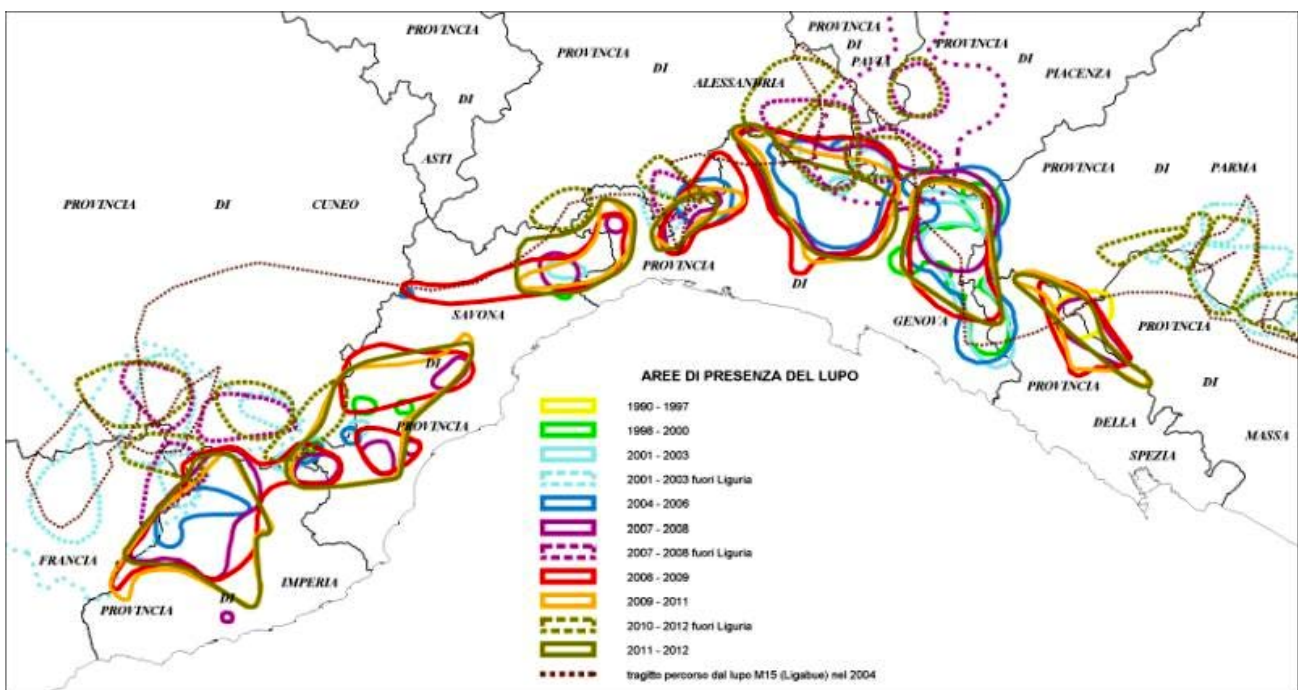 PROVINCIA
DI
ASTI
PROVINCIA
DI
ALESSANDRIA
PROVINCIA
DI
PAVIA
PROVINCIA
DI
PIACENZA
PROVINCIA
DI
PARMA
PROVINCIA
DI
CUNEO
PROVINCIA
DI
GENOVA
SAVONA
DI
PROVINCIA
PROVINCIA
DI
MASSA
PROVINCIA
DELLA
SPEZIA
FRANCIA
PROVINCIA
DI
IMPERIA
AREE DI PRESENZA DEL LUPO
1990 - 1997
1998 - 2000
2001 - 2003
2001 - 2003 fuori Liguria
2004 - 2006
2007 - 2008
2007 - 2008 fuori Liguria
2008 - 2009
2009 - 2011
2010 - 2012 fuori Liguria
2011 - 2012
tragitto percorso dal lupo M15 (Ligabue) nel 2004